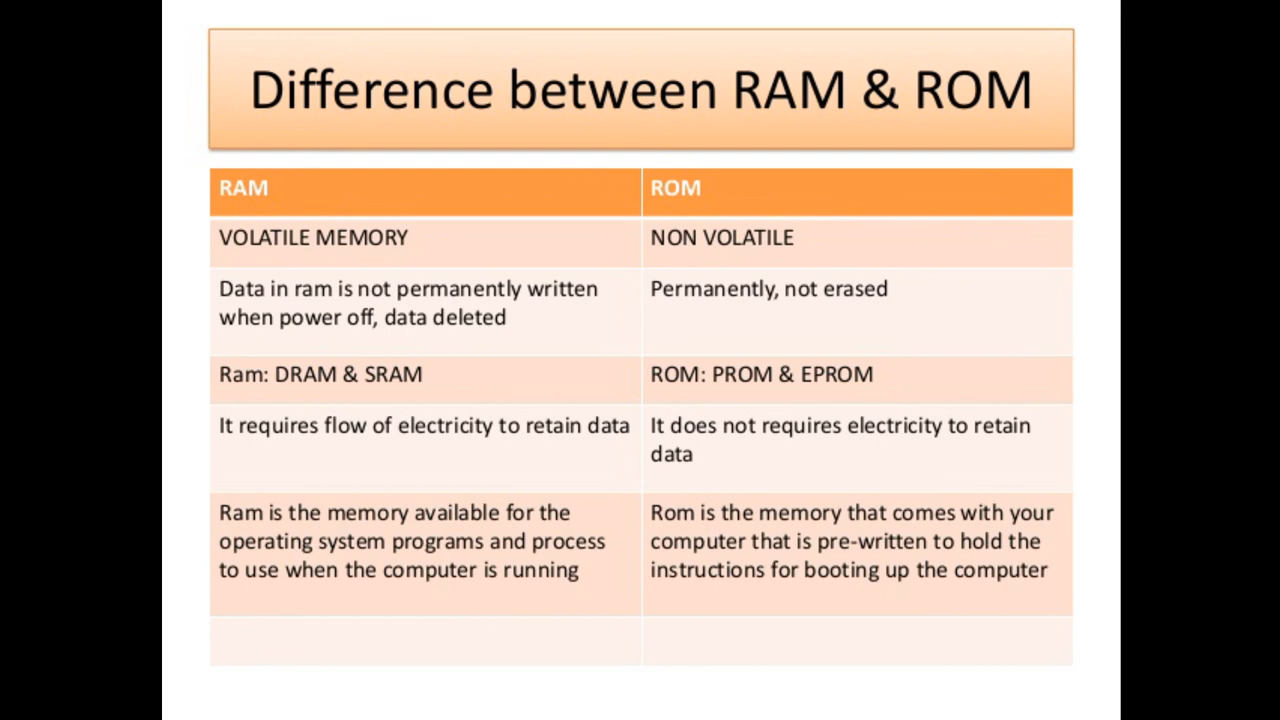 Difference between RAM & ROM
RAM
ROM
VOLATILE MEMORY
NON VOLATILE
Data in ram is not permanently written
when power off, data deleted
Permanently, not erased
Ram: DRAM & SRAM
ROM: PROM & EPROM
It requires flow of electricity to retain data
It does not requires electricity to retain
data
Ram is the memory available for the
operating system programs and process
to use when the computer is running
Rom is the memory that comes with your
computer that is pre-written to hold the
instructions for booting up the computer